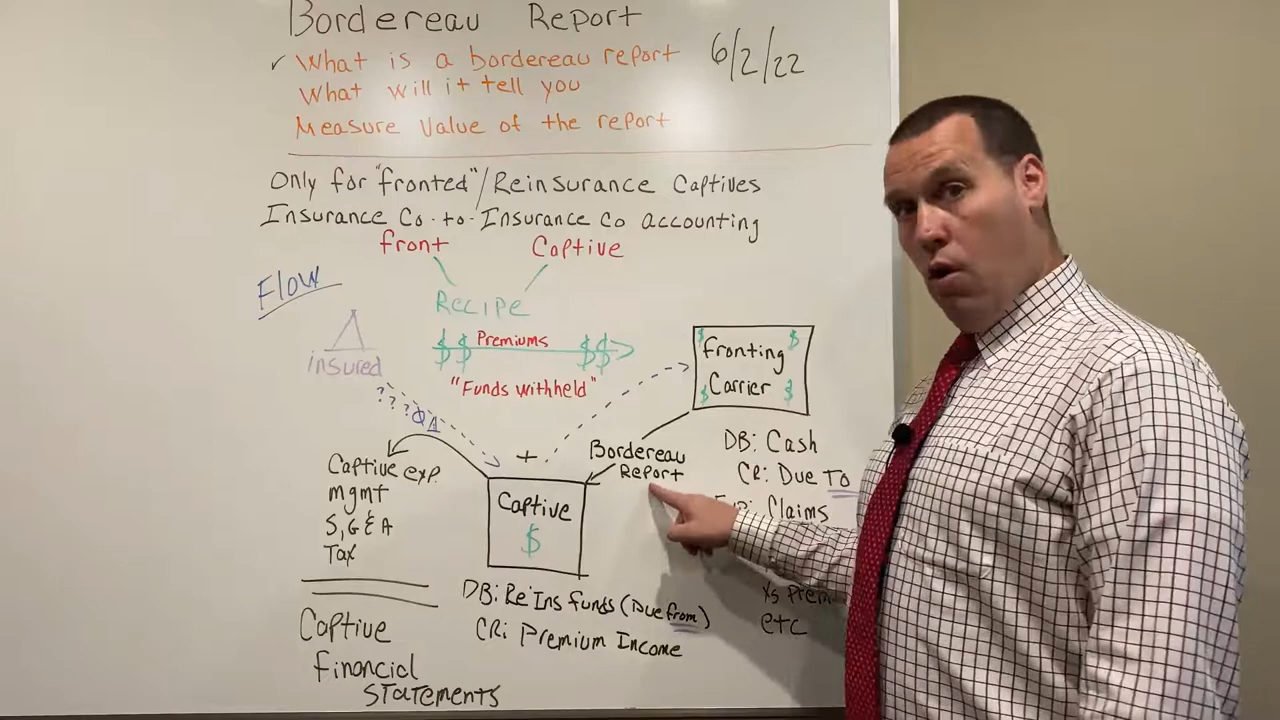 Bordereau Report
✓ What is a bordereau report
6/2/22
What will it tell you
Measure Value of the report
Only for "fronted"/Reinsurance Captives
Insurance Co. to. Insurance Co accounting
front
Captive
Flow
Recipe
insured
$$ Premiums $$
"Funds withheld"
$ $
Fronting
Carrier
$ $
? ? ? Q A
Captive exp.
mgmt
S, G & A
Tax
+
Bordereau
Report
DB: Cash
CR: Due To
Claims
Xs Prem
etc
Captive
$
DB: Re Ins funds (Due from)
CR: Premium Income
Captive
financial
Statements